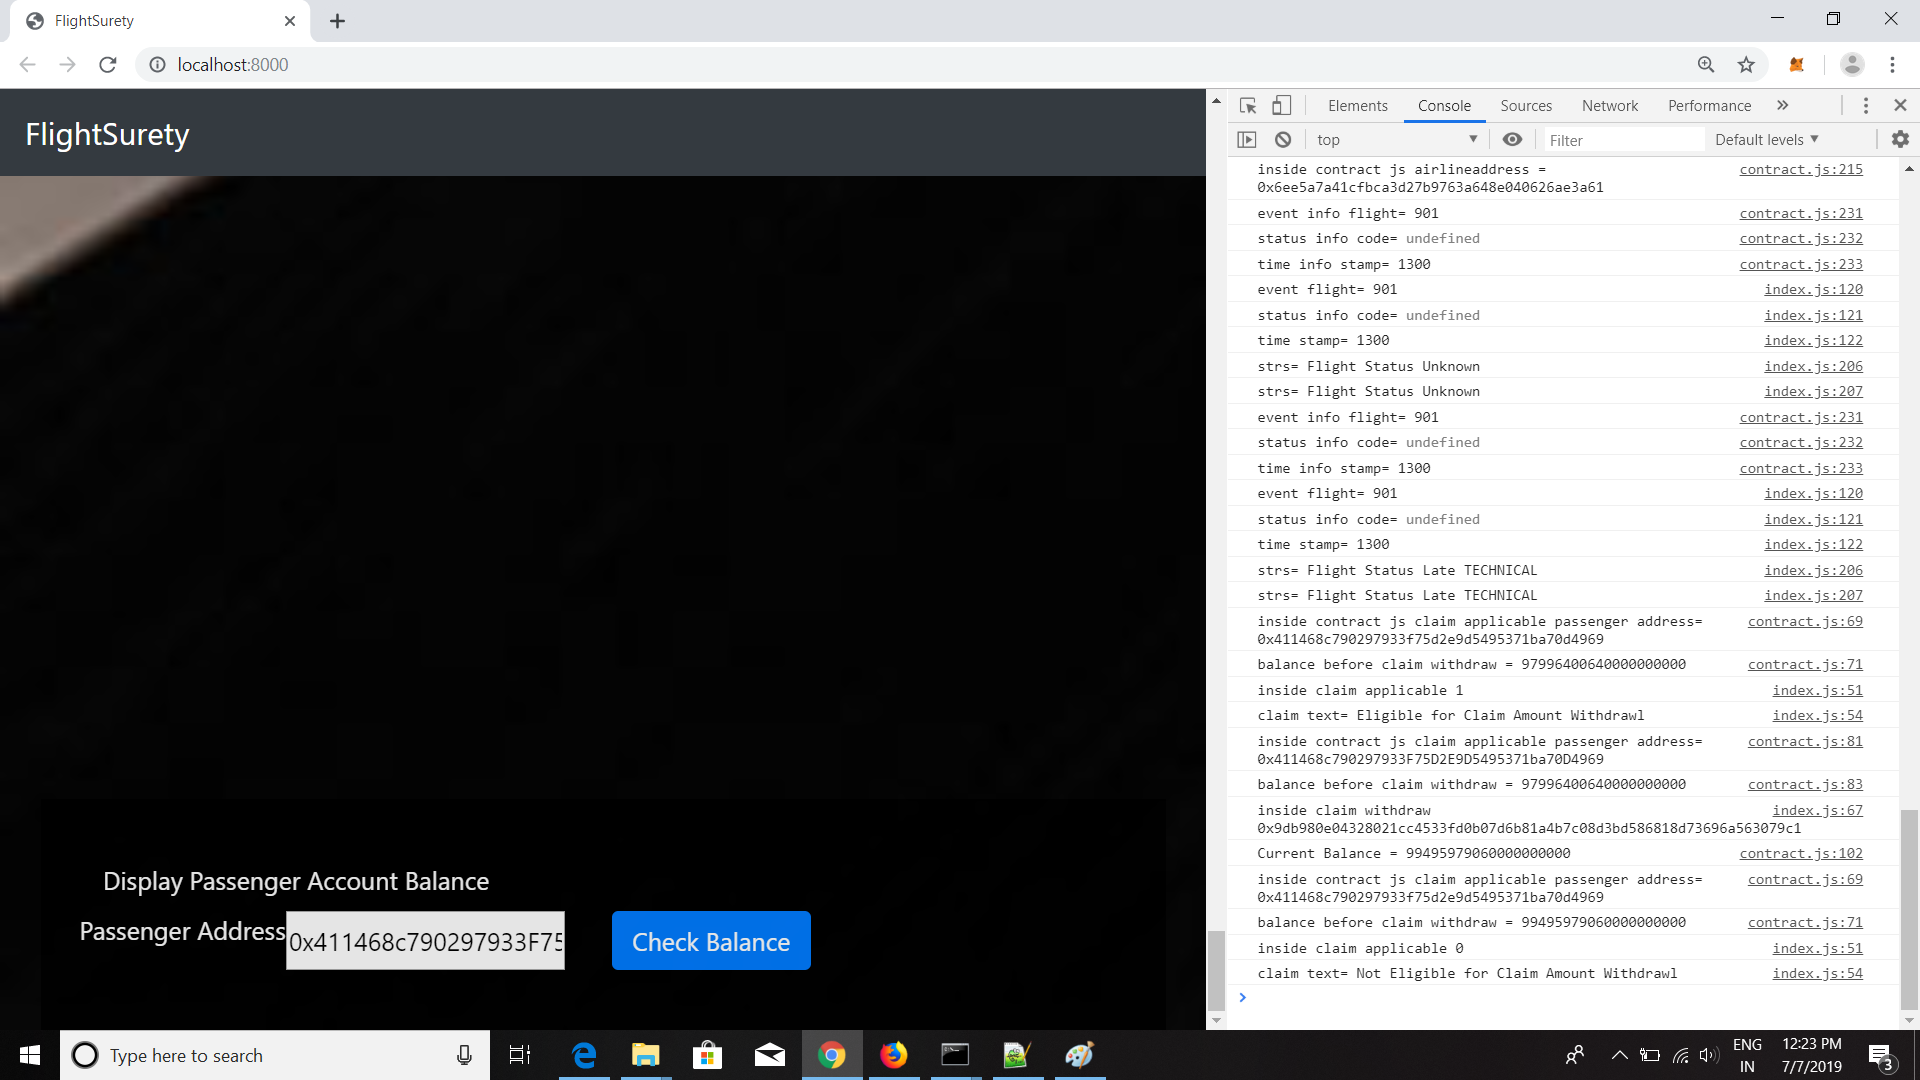 FlightSurety
localhost:8000
FlightSurety
Display Passenger Account Balance
Passenger Address 0x411468c790297933F75 Check Balance
Elements Console Sources Network Performance
top Filter Default levels
inside contract js airlineaddress = contract.js:215
0x6ee5a7a41cfbca3d27b9763a648e040626ae3a61
event info flight= 901 contract.js:231
status info code= undefined contract.js:232
time info stamp= 1300 contract.js:233
event flight= 901 index.js:120
status info code= undefined index.js:121
time stamp= 1300 index.js:122
strs= Flight Status Unknown index.js:206
strs= Flight Status Unknown index.js:207
event info flight= 901 contract.js:231
status info code= undefined contract.js:232
time info stamp= 1300 contract.js:233
event flight= 901 index.js:120
status info code= undefined index.js:121
time stamp= 1300 index.js:122
strs= Flight Status Late TECHNICAL index.js:206
strs= Flight Status Late TECHNICAL index.js:207
inside contract js claim applicable passenger address= contract.js:69
0x411468c790297933f75d2e9d5495371ba70d4969
balance before claim withdraw = 97996400640000000000 contract.js:71
inside claim applicable 1 index.js:51
claim text= Eligible for Claim Amount Withdrawl index.js:54
inside contract js claim applicable passenger address= contract.js:81
0x411468c790297933F75D2E9D5495371ba70D4969
balance before claim withdraw = 97996400640000000000 contract.js:83
inside claim withdraw index.js:67
0x9db980e04328021cc4533fd0b07d6b81a4b7c08d3bd586818d73696a563079c1
Current Balance = 99495979060000000000 contract.js:102
inside contract js claim applicable passenger address= contract.js:69
0x411468c790297933f75d2e9d5495371ba70d4969
balance before claim withdraw = 99495979060000000000 contract.js:71
inside claim applicable 0 index.js:51
claim text= Not Eligible for Claim Amount Withdrawl index.js:54
Type here to search
ENG
IN
12:23 PM
7/7/2019
3